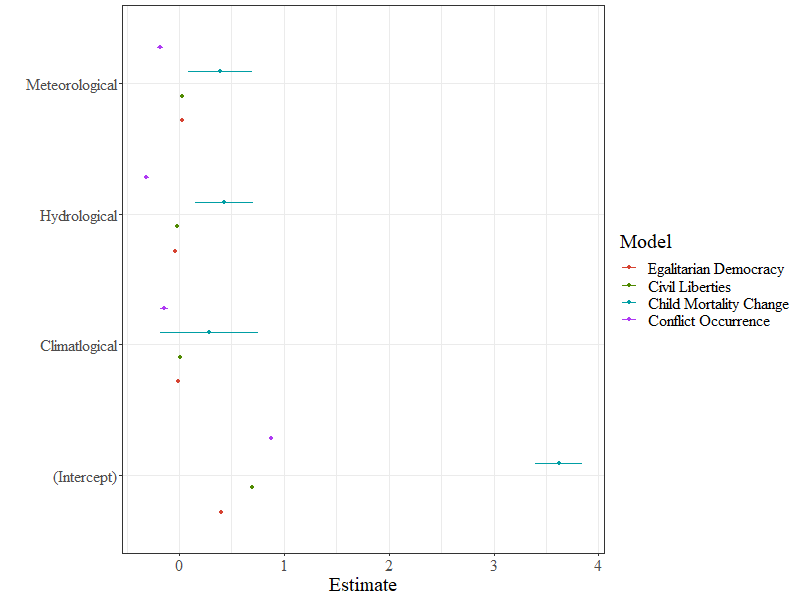 Meteorological
Hydrological
Climatlogical
(Intercept)
0 1 2 3 4
Estimate
Model
Egalitarian Democracy
Civil Liberties
Child Mortality Change
Conflict Occurrence